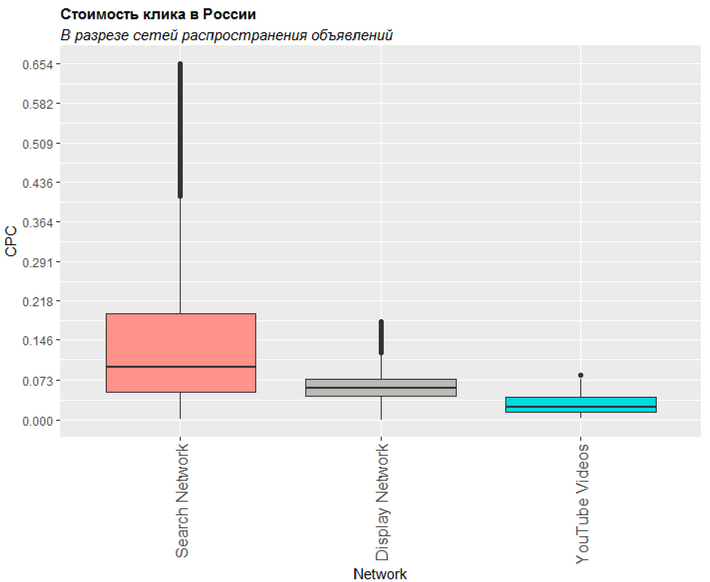 Стоимость клика в России
В разрезе сетей распространения объявлений
0.654
0.582
0.509
0.436
0.364
0.291
0.218
0.146
0.073
0.000
CPC
Search Network
Display Network
YouTube Videos
Network